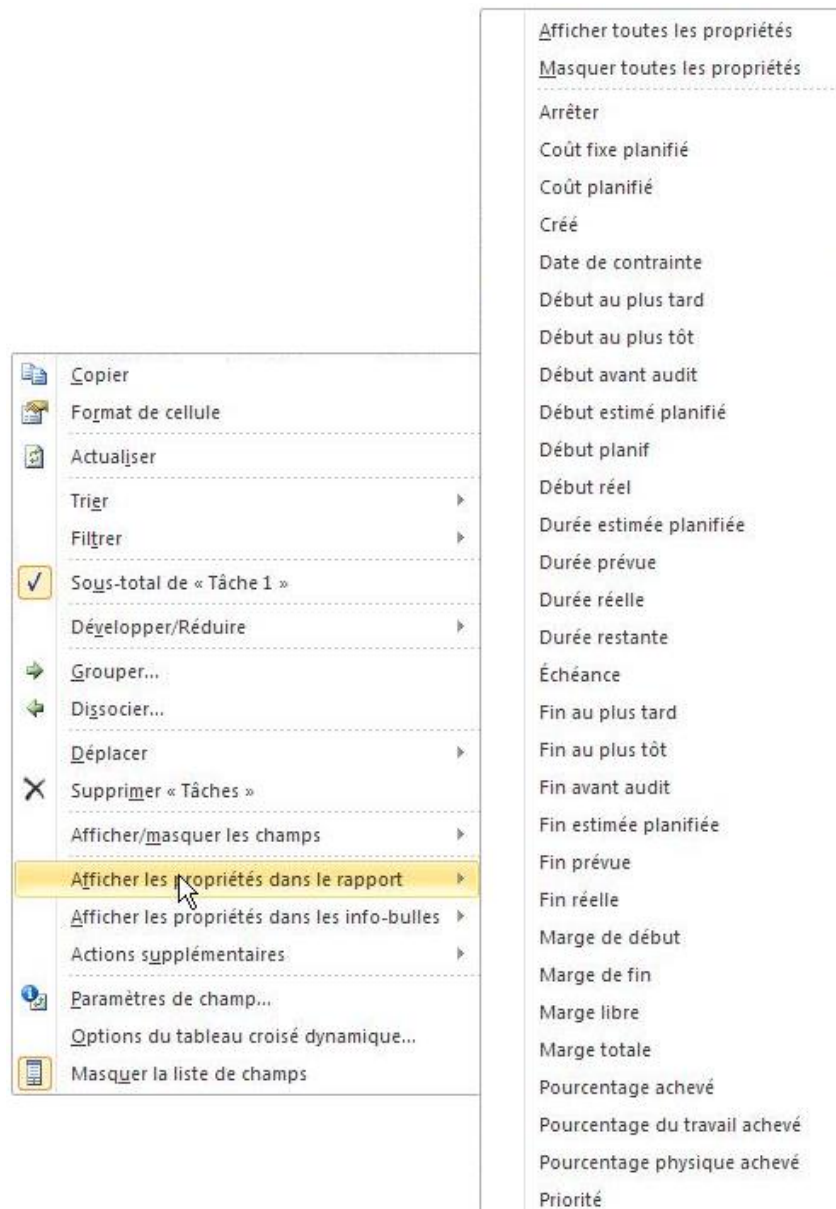 Copier
Format de cellule
Actualiser
Trier
Filtrer
Sous-total de « Tâche 1 »
Développer/Réduire
Grouper...
Dissocier...
Déplacer
Supprimer « Tâches »
Afficher/masquer les champs
Afficher les propriétés dans le rapport
Afficher les propriétés dans les info-bulles
Actions supplémentaires
Paramètres de champ...
Options du tableau croisé dynamique...
Masquer la liste de champs
Afficher toutes les propriétés
Masquer toutes les propriétés
Arrêter
Coût fixe planifié
Coût planifié
Créé
Date de contrainte
Début au plus tard
Début au plus tôt
Début avant audit
Début estimé planifié
Début planif
Début réel
Durée estimée planifiée
Durée prévue
Durée réelle
Durée restante
Échéance
Fin au plus tard
Fin au plus tôt
Fin avant audit
Fin estimée planifiée
Fin prévue
Fin réelle
Marge de début
Marge de fin
Marge libre
Marge totale
Pourcentage achevé
Pourcentage du travail achevé
Pourcentage physique achevé
Priorité